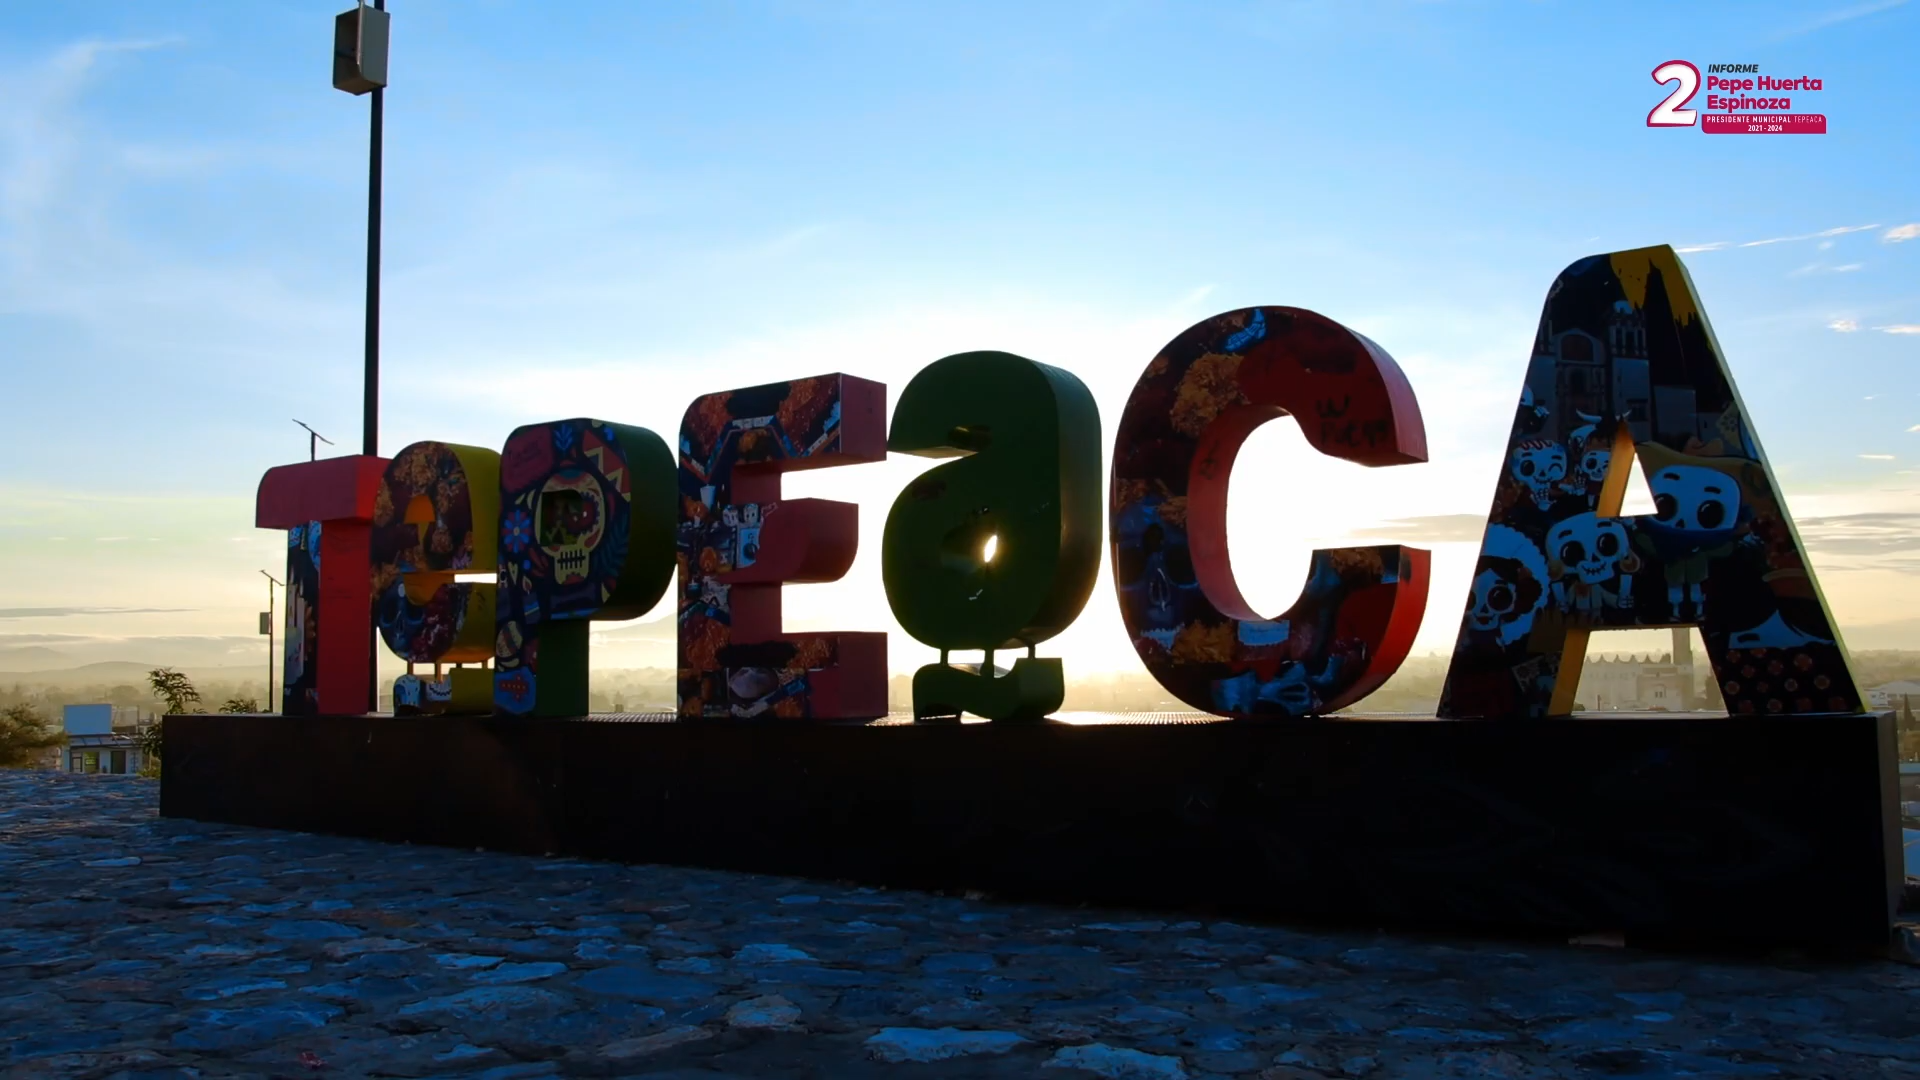 TePEaCA
2 INFORME
Pepe Huerta
Espinoza
PRESIDENTE MUNICIPAL TEPEACA
2021 - 2024